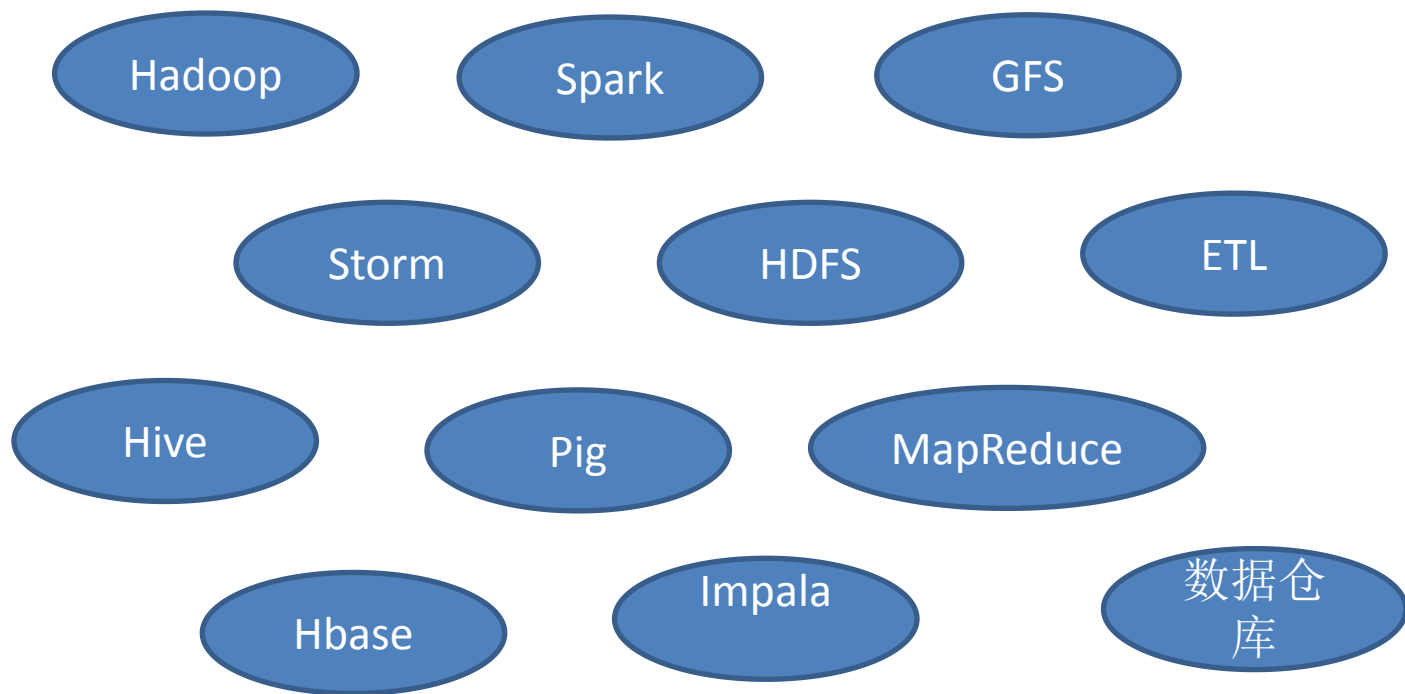 Hadoop
Spark
GFS
Storm
HDFS
ETL
Hive
Pig
MapReduce
Hbase
Impala
数据仓
库